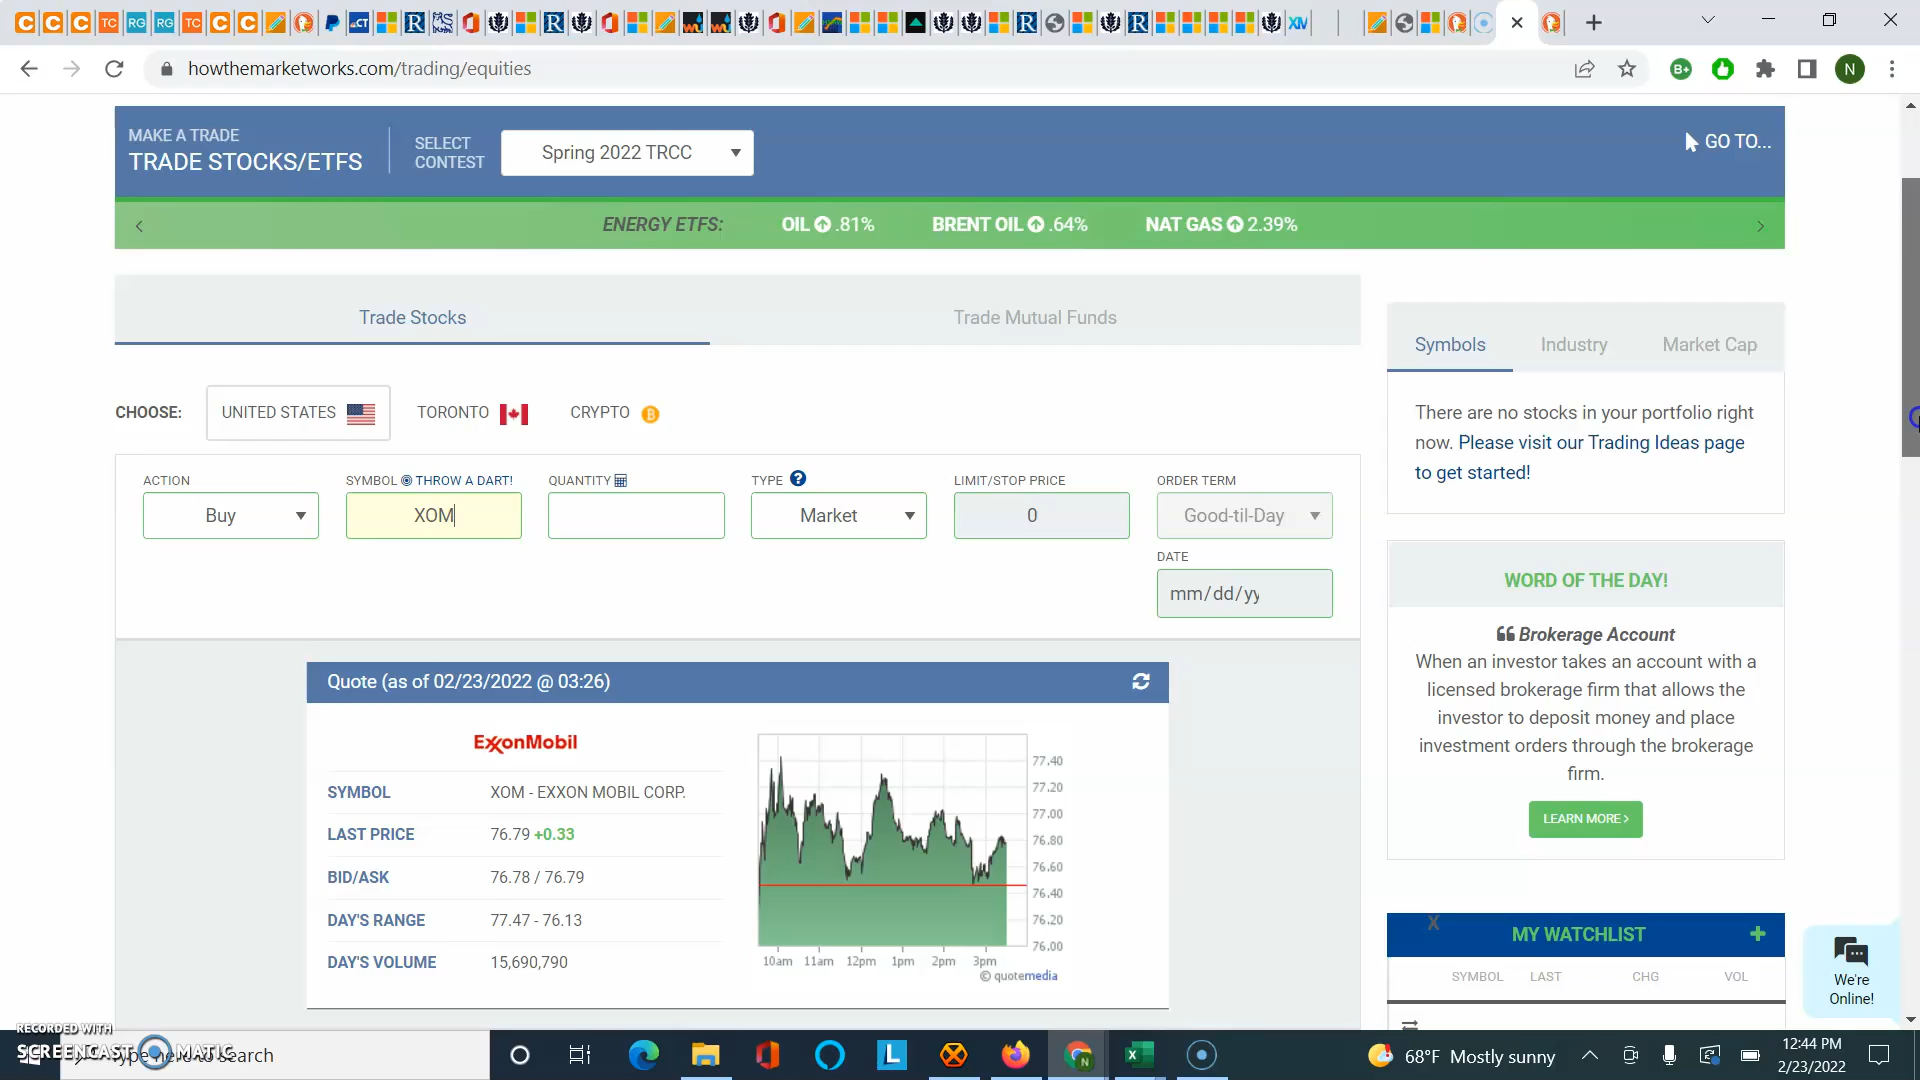 howthemarketworks.com/trading/equities
N
MAKE A TRADE
TRADE STOCKS/ETFS
SELECT
CONTEST
Spring 2022 TRCC
GO TO...
ENERGY ETFS: OIL .81% BRENT OIL .64% NAT GAS 2.39%
Trade Stocks
Trade Mutual Funds
CHOOSE: UNITED STATES TORONTO CRYPTO
ACTION
SYMBOL THROW A DART!
QUANTITY
TYPE
LIMIT/STOP PRICE
ORDER TERM
Buy
XOM
Market
0
Good-til-Day
DATE
mm/dd/yy
Quote (as of 02/23/2022 @ 03:26)
ExxonMobil
SYMBOL XOM - EXXON MOBIL CORP.
LAST PRICE 76.79 +0.33
BID/ASK 76.78 / 76.79
DAY'S RANGE 77.47 - 76.13
DAY'S VOLUME 15,690,790
77.40
77.20
77.00
76.80
76.60
76.40
76.20
76.00
10am 11am 12pm 1pm 2pm 3pm
© quotemedia
Symbols Industry Market Cap
There are no stocks in your portfolio right
now. Please visit our Trading Ideas page
to get started!
WORD OF THE DAY!
Brokerage Account
When an investor takes an account with a
licensed brokerage firm that allows the
investor to deposit money and place
investment orders through the brokerage
firm.
LEARN MORE
X MY WATCHLIST +
SYMBOL LAST CHG VOL
We're
Online!
RECORDED WITH
SCREENCAST MATIC
Type here to search
68°F Mostly sunny
12:44 PM
2/23/2022